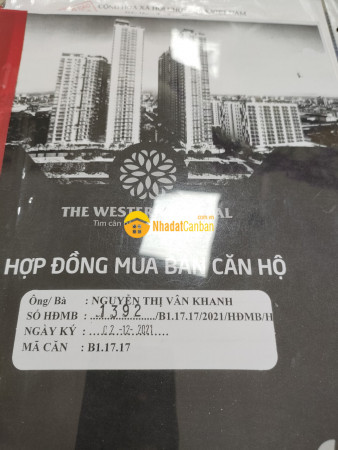 THE WESTERN
Tìm căn
.com.vn
NhadatCanban
HỢP ĐỒNG MUA BÁN CĂN HỘ
Ông/ Bà : NGUYỄN THỊ VÂN KHANH
SỐ HĐMB : .1392....../B1.17.17/2021/HĐMB/H
NGÀY KÝ : ....02-12-2021....
MÃ CĂN : B1.17.17